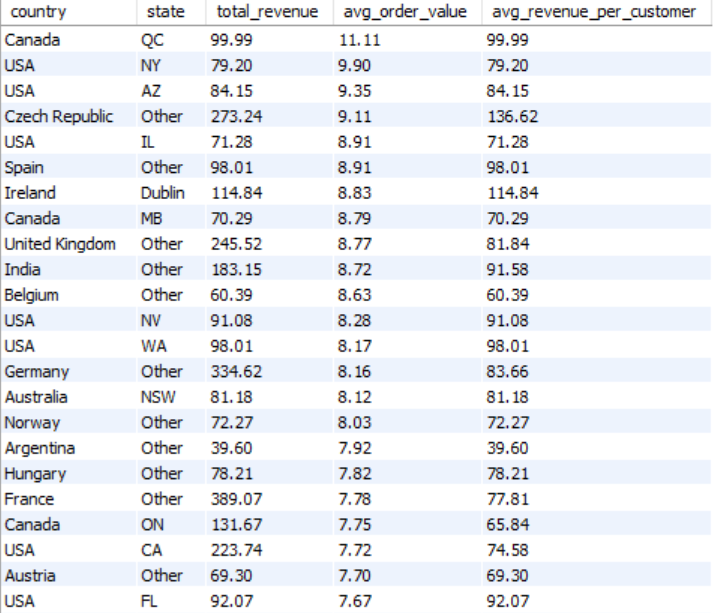 country state total_revenue avg_order_value avg_revenue_per_customer
Canada QC 99.99 11.11 99.99
USA NY 79.20 9.90 79.20
USA AZ 84.15 9.35 84.15
Czech Republic Other 273.24 9.11 136.62
USA IL 71.28 8.91 71.28
Spain Other 98.01 8.91 98.01
Ireland Dublin 114.84 8.83 114.84
Canada MB 70.29 8.79 70.29
United Kingdom Other 245.52 8.77 81.84
India Other 183.15 8.72 91.58
Belgium Other 60.39 8.63 60.39
USA NV 91.08 8.28 91.08
USA WA 98.01 8.17 98.01
Germany Other 334.62 8.16 83.66
Australia NSW 81.18 8.12 81.18
Norway Other 72.27 8.03 72.27
Argentina Other 39.60 7.92 39.60
Hungary Other 78.21 7.82 78.21
France Other 389.07 7.78 77.81
Canada ON 131.67 7.75 65.84
USA CA 223.74 7.72 74.58
Austria Other 69.30 7.70 69.30
USA FL 92.07 7.67 92.07